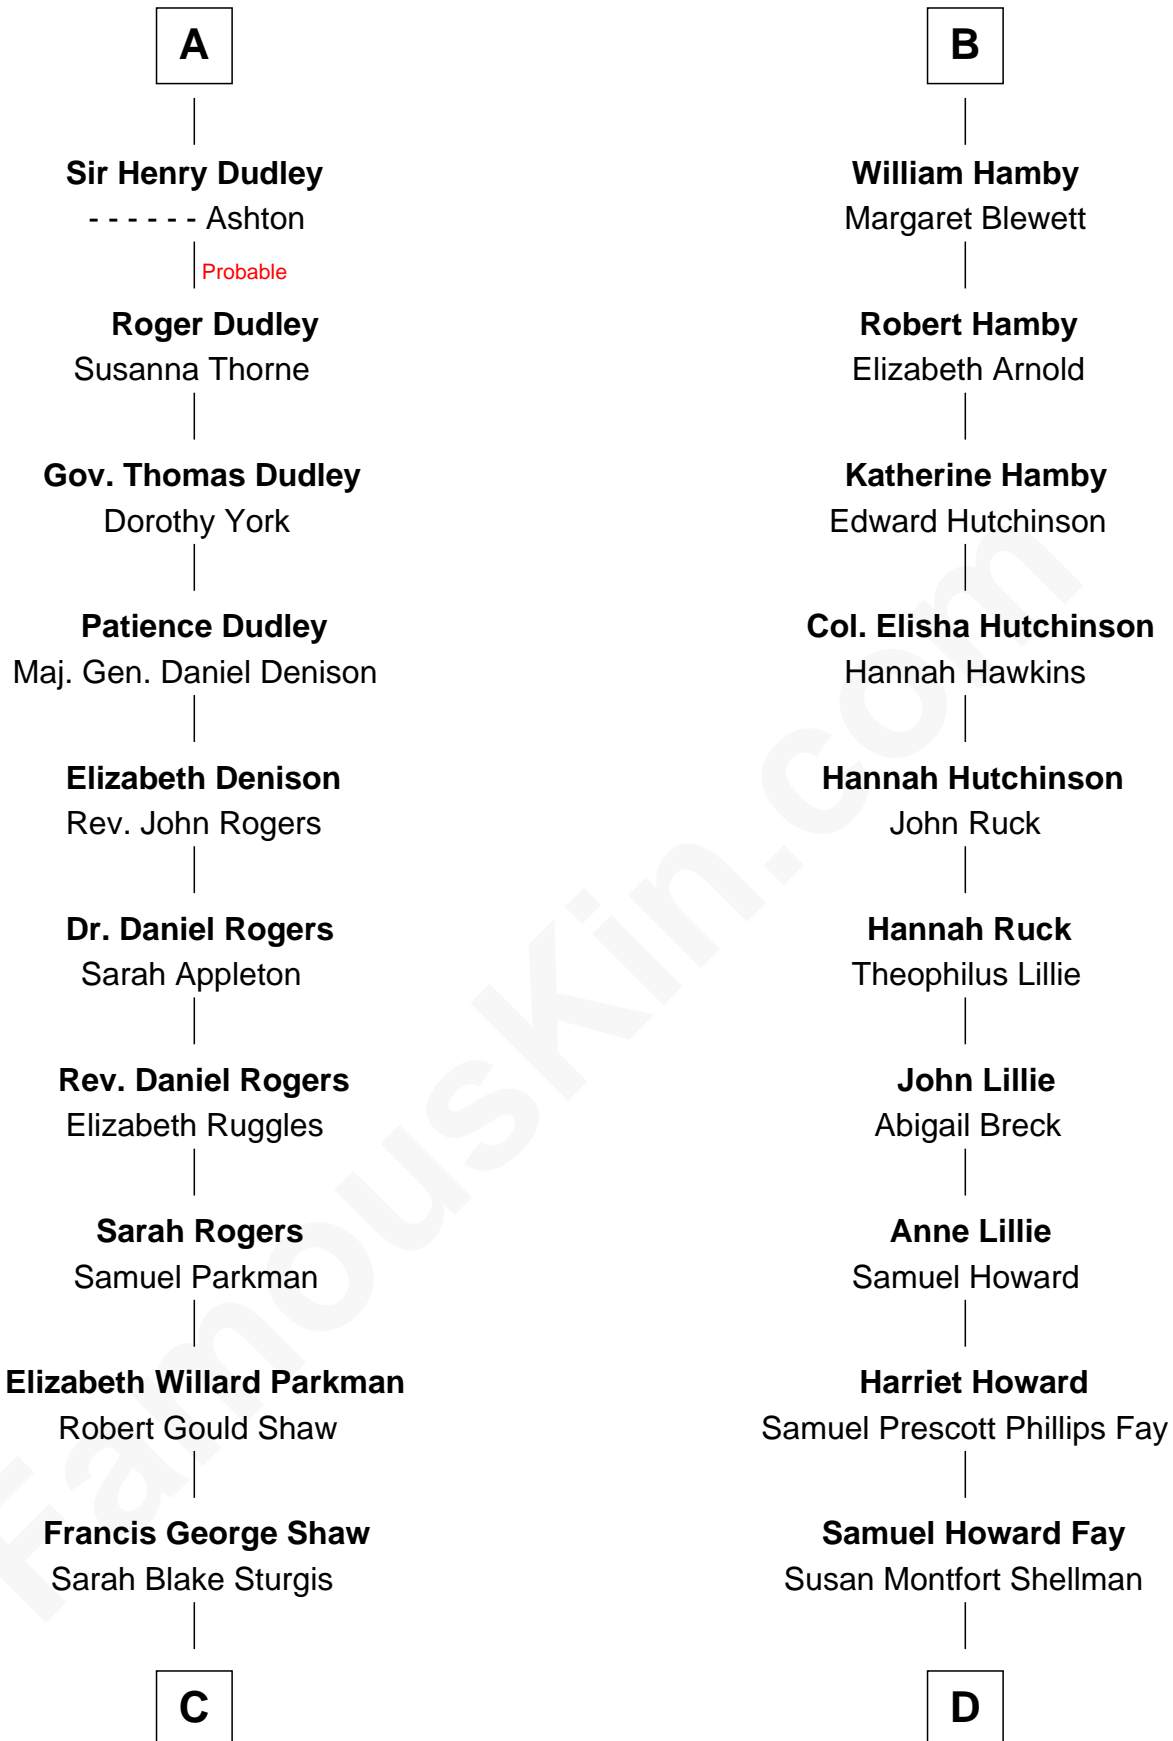 A
Sir Henry Dudley
- - - - - - Ashton
Probable
Roger Dudley
Susanna Thorne
Gov. Thomas Dudley
Dorothy York
Patience Dudley
Maj. Gen. Daniel Denison
Elizabeth Denison
Rev. John Rogers
Dr. Daniel Rogers
Sarah Appleton
Rev. Daniel Rogers
Elizabeth Ruggles
Sarah Rogers
Samuel Parkman
Elizabeth Willard Parkman
Robert Gould Shaw
Francis George Shaw
Sarah Blake Sturgis
C
B
William Hamby
Margaret Blewett
Robert Hamby
Elizabeth Arnold
Katherine Hamby
Edward Hutchinson
Col. Elisha Hutchinson
Hannah Hawkins
Hannah Hutchinson
John Ruck
Hannah Ruck
Theophilus Lillie
John Lillie
Abigail Breck
Anne Lillie
Samuel Howard
Harriet Howard
Samuel Prescott Phillips Fay
Samuel Howard Fay
Susan Montfort Shellman
D
FamousKin.com